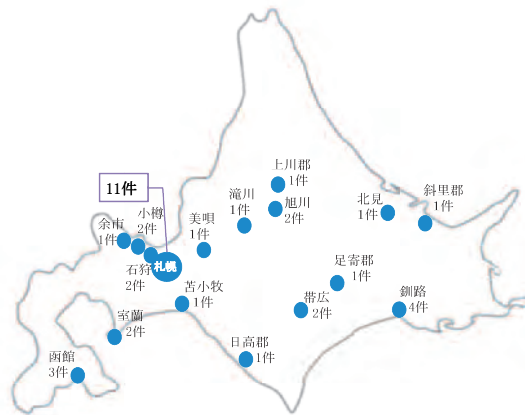 上川郡
1件
11件
滝川
1件
旭川
2件
北見
1件
斜里郡
1件
余市
1件
小樽
2件
美唄
1件
石狩
2件
札幌
足寄郡
1件
苫小牧
1件
帯広
2件
釧路
4件
室蘭
2件
日高郡
1件
函館
3件